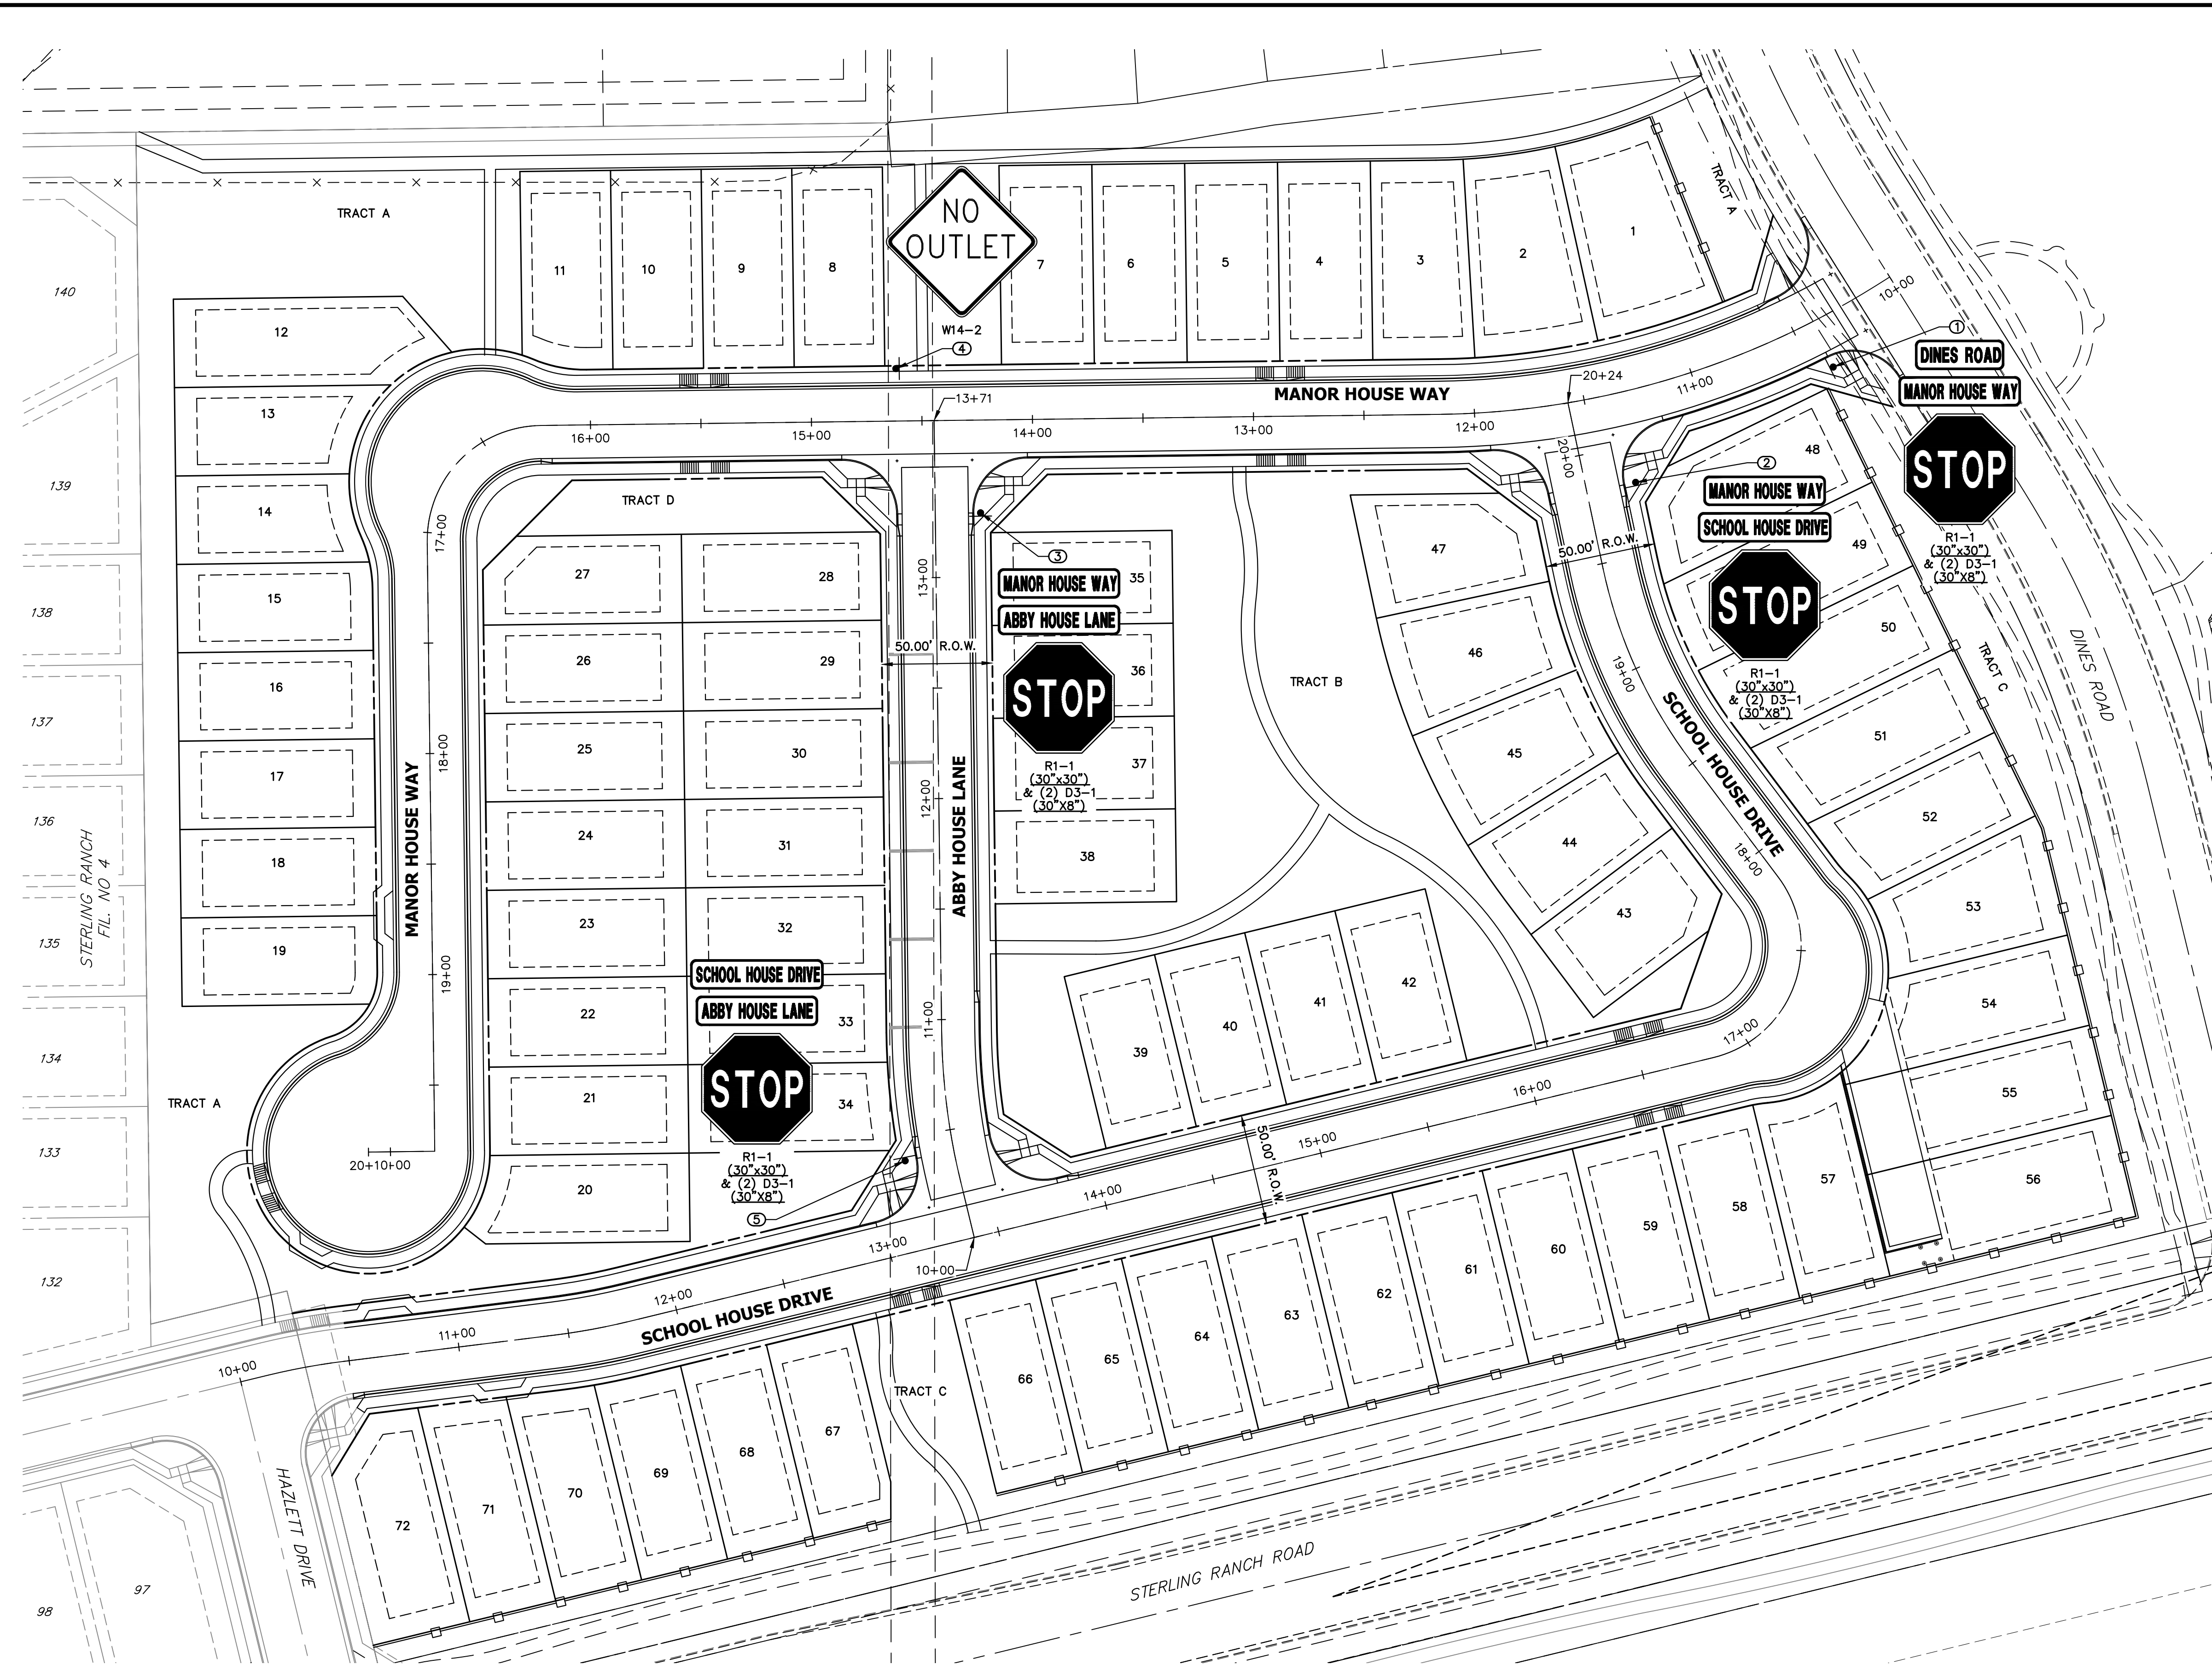 TRACT A
TRACT A
NO
OUTLET
W14-2
4
11
10
9
8
7
6
5
4
3
2
1
10+00
1
DINES ROAD
MANOR HOUSE WAY
STOP
R1-1
(30"x30")
& (2) D3-1
(30"X8")
140
139
138
137
136
135
134
133
132
STERLING RANCH
FIL. NO 4
12
13
14
15
16
17
18
19
TRACT A
MANOR HOUSE WAY
20+24
11+00
12+00
13+00
14+00
13+71
15+00
16+00
17+00
18+00
19+00
20+10+00
MANOR HOUSE WAY
TRACT D
27
28
26
29
25
30
24
31
23
32
22
33
21
34
20
SCHOOL HOUSE DRIVE
ABBY HOUSE LANE
STOP
R1-1
(30"x30")
& (2) D3-1
(30"X8")
5
13+00
50.00' R.O.W.
12+00
11+00
10+00
ABBY HOUSE LANE
3
MANOR HOUSE WAY
ABBY HOUSE LANE
STOP
R1-1
(30"x30")
& (2) D3-1
(30"X8")
35
36
37
38
TRACT B
47
46
45
44
43
42
41
40
39
20+00
50.00' R.O.W.
19+00
18+00
17+00
SCHOOL HOUSE DRIVE
2
MANOR HOUSE WAY
SCHOOL HOUSE DRIVE
STOP
R1-1
(30"x30")
& (2) D3-1
(30"X8")
48
49
50
51
52
53
54
55
56
TRACT C
DINES ROAD
16+00
15+00
50.00' R.O.W.
14+00
13+00
12+00
11+00
10+00
SCHOOL HOUSE DRIVE
57
58
59
60
61
62
63
64
65
66
TRACT C
67
68
69
70
71
72
HAZLETT DRIVE
97
98
STERLING RANCH ROAD